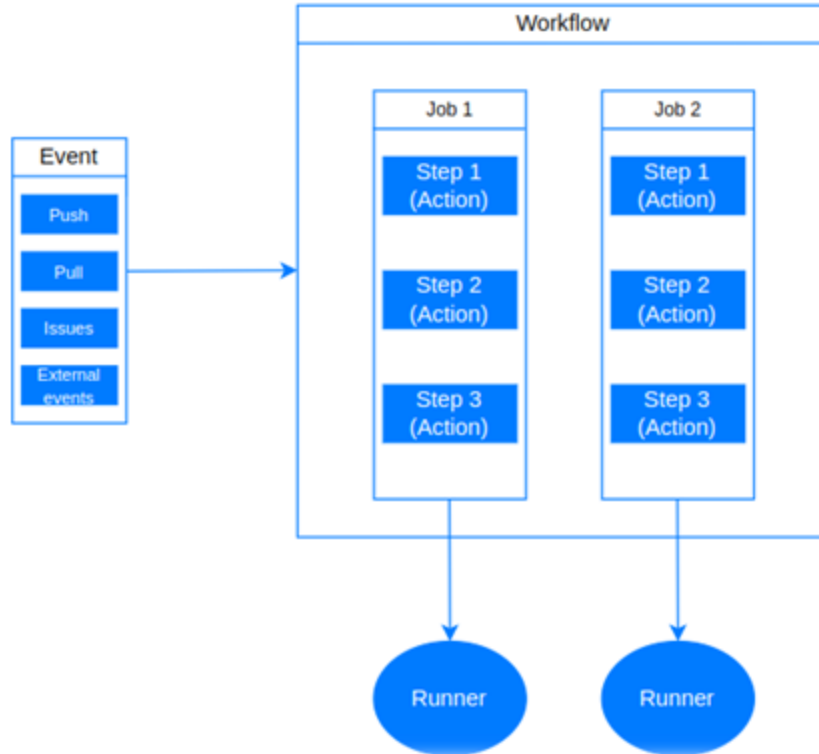 Workflow
Event
Push
Pull
Issues
External
events
Job 1
Step 1
(Action)
Step 2
(Action)
Step 3
(Action)
Job 2
Step 1
(Action)
Step 2
(Action)
Step 3
(Action)
Runner
Runner